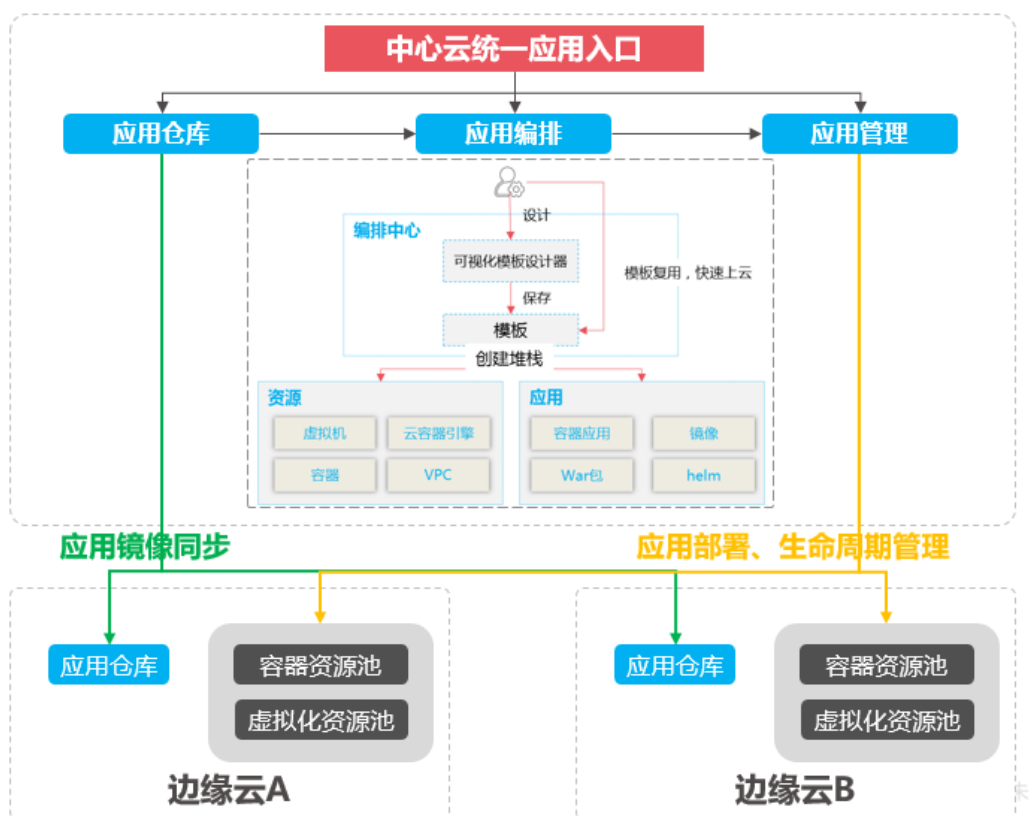 中心云统一应用入口
应用仓库
应用编排
应用管理
设计
编排中心
可视化模板设计器
模板复用，快速上云
保存
模板
创建堆栈
资源
虚拟机
云容器引擎
容器
VPC
应用
容器应用
镜像
War包
helm
应用镜像同步
应用部署、生命周期管理
应用仓库
容器资源池
虚拟化资源池
边缘云A
应用仓库
容器资源池
虚拟化资源池
边缘云B